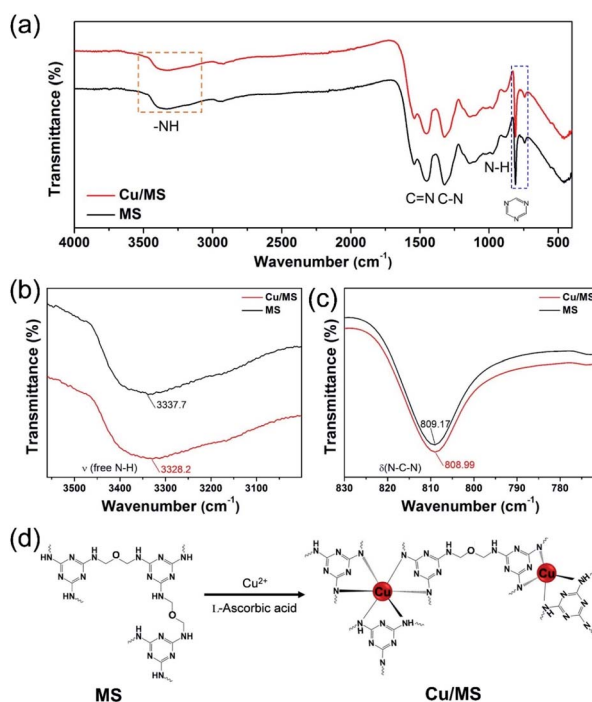 (a)
Transmittance (%)
-NH
Cu/MS
MS
C=N
C-N
N-H
N
N
N
4000
3500
3000
2500
2000
1500
1000
500
Wavenumber (cm⁻¹)
(b)
Transmittance (%)
Cu/MS
MS
3337.7
3328.2
ν (free N-H)
3500
3400
3300
3200
3100
3000
Wavenumber (cm⁻¹)
(c)
Transmittance (%)
Cu/MS
MS
809.17
808.99
δ(N-C-N)
830
820
810
800
790
780
Wavenumber (cm⁻¹)
(d)
Cu²⁺
L-Ascorbic acid
Cu
Cu
MS
Cu/MS